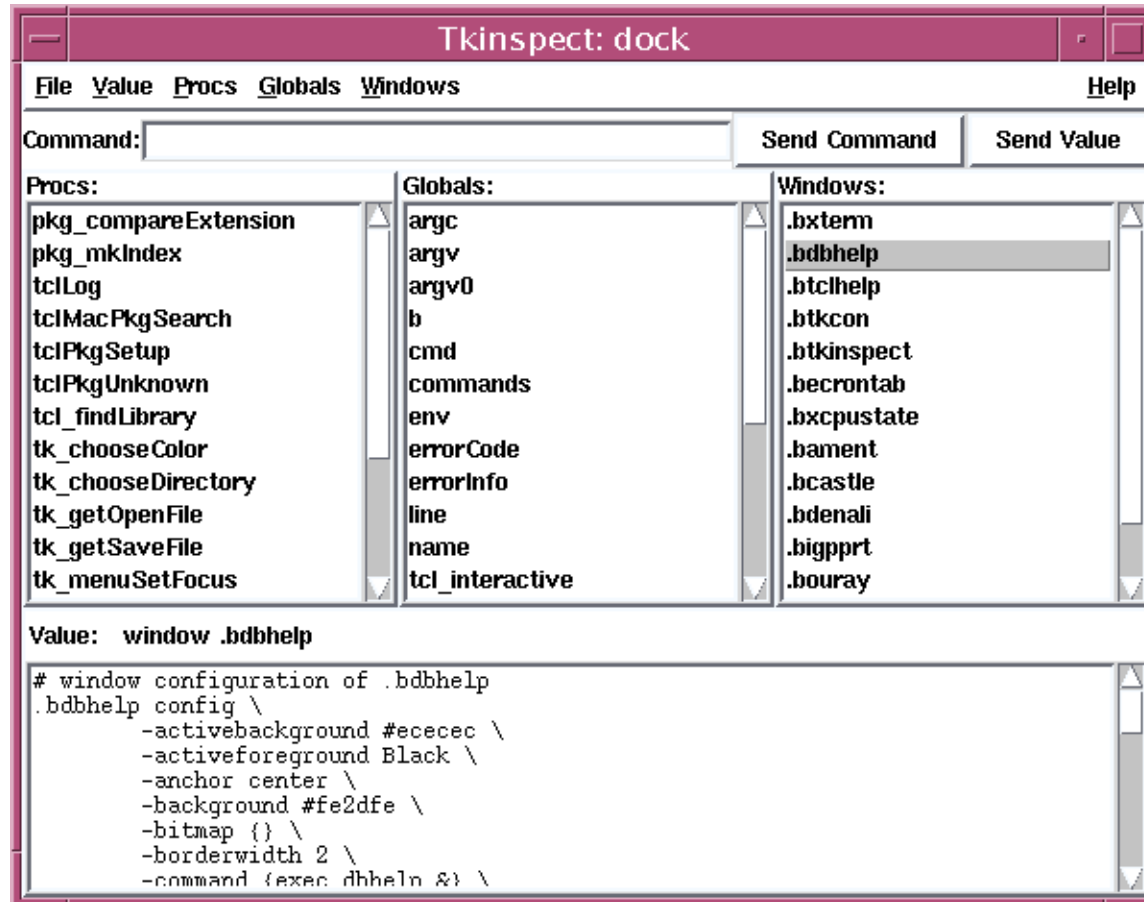 Tkinspect: dock
File Value Procs Globals Windows Help
Command: Send Command Send Value
Procs:
pkg_compareExtension
pkg_mkIndex
tclLog
tclMacPkgSearch
tclPkgSetup
tclPkgUnknown
tcl_findLibrary
tk_chooseColor
tk_chooseDirectory
tk_getOpenFile
tk_getSaveFile
tk_menuSetFocus
Globals:
argc
argv
argv0
b
cmd
commands
env
errorCode
errorInfo
line
name
tcl_interactive
Windows:
.bxterm
.bdbhelp
.btclhelp
.btkcon
.btkinspect
.becrontab
.bxcpustate
.bament
.bcastle
.bdenali
.bigpprt
.bouray
Value: window .bdbhelp
# window configuration of .bdbhelp
.bdbhelp config \
-activebackground #ececec \
-activeforeground Black \
-anchor center \
-background #fe2dfe \
-bitmap {} \
-borderwidth 2 \
-command {exec dbhelp &} \